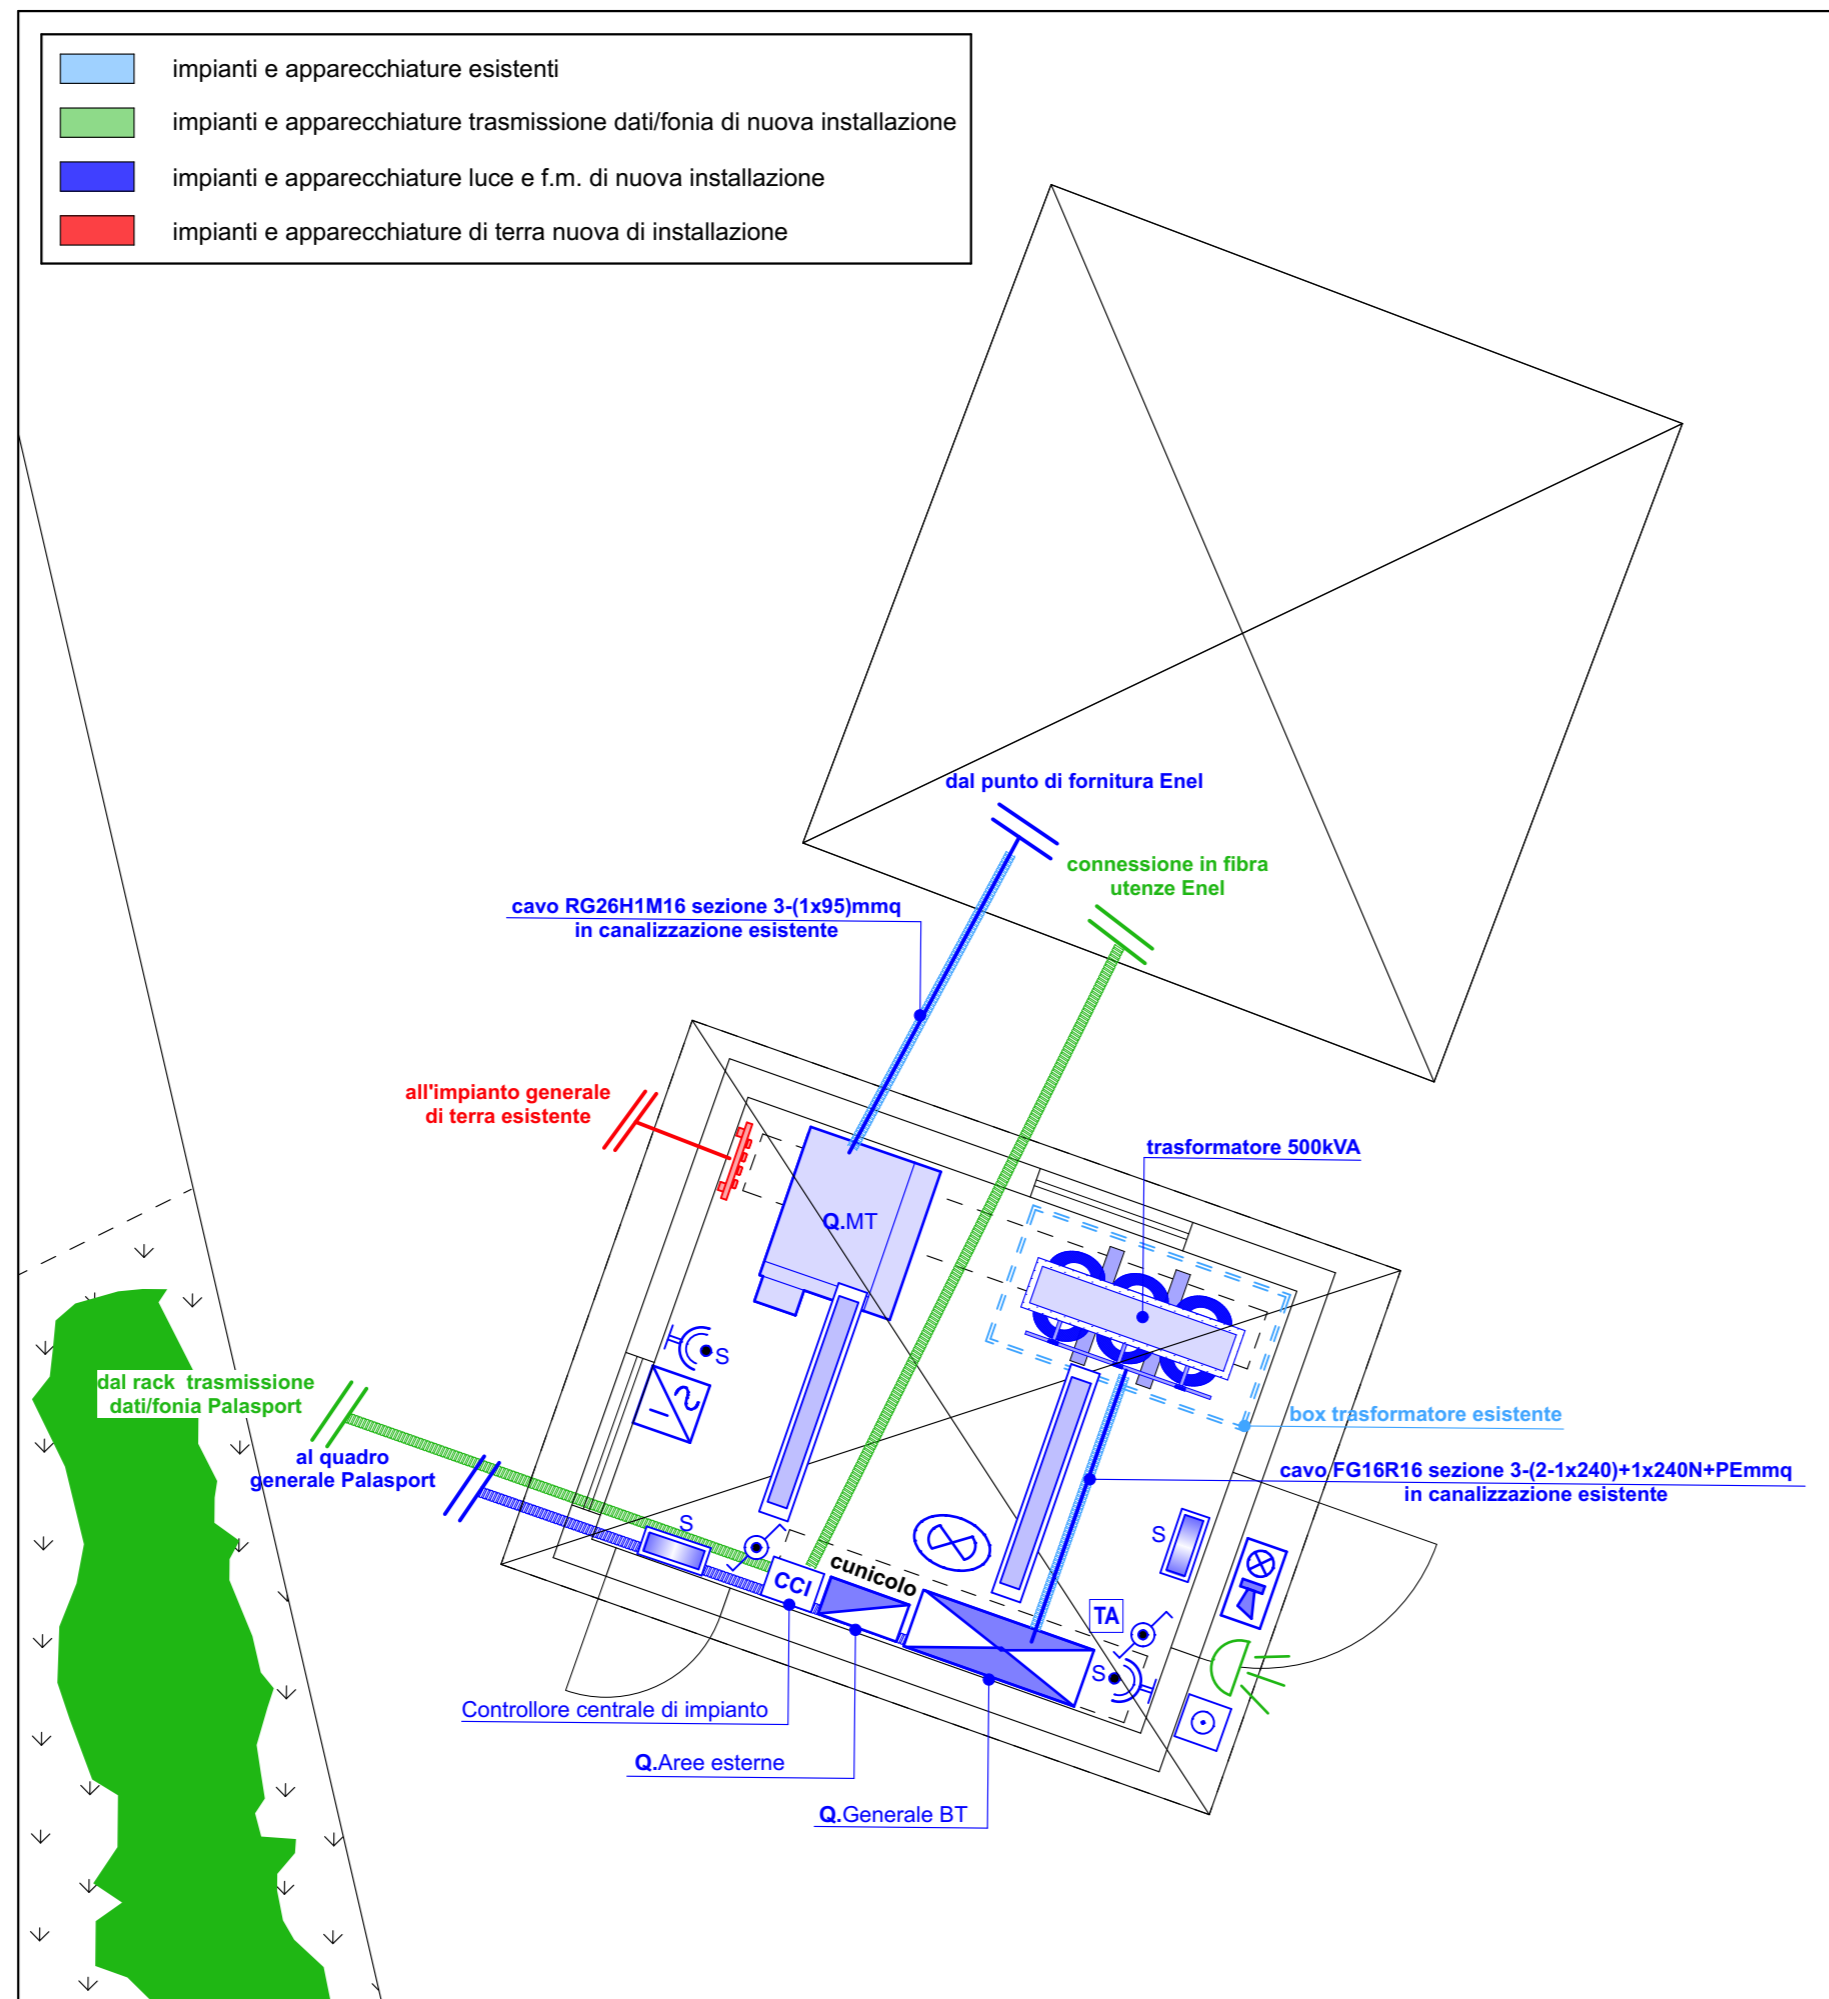 impianti e apparecchiature esistenti
impianti e apparecchiature trasmissione dati/fonia di nuova installazione
impianti e apparecchiature luce e f.m. di nuova installazione
impianti e apparecchiature di terra nuova di installazione
dal punto di fornitura Enel
connessione in fibra
utenze Enel
cavo RG26H1M16 sezione 3-(1x95)mmq
in canalizzazione esistente
all'impianto generale
di terra esistente
trasformatore 500kVA
Q.MT
S
dal rack trasmissione
dati/fonia Palasport
box trasformatore esistente
al quadro
generale Palasport
cavo FG16R16 sezione 3-(2-1x240)+1x240N+PEmmq
in canalizzazione esistente
S
S
cunicolo
CCI
TA
S
Controllore centrale di impianto
Q.Aree esterne
Q.Generale BT